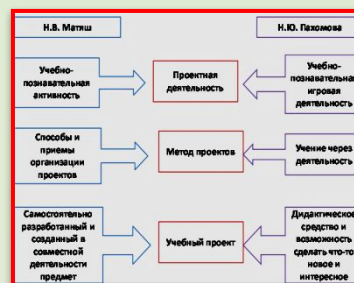 Н.В. Матяш
Н.Ю. Пахомова
Учебно-
познавательная
активность
Проектная
деятельность
Учебно-
познавательная
игровая
деятельность
Способы и
приемы
организации
проектов
Метод проектов
Учение через
деятельность
Самостоятельно
разработанный и
созданный в
совместной
деятельности
предмет
Учебный проект
Дидактическое
средство и
возможность
сделать что-то
новое и
интересное